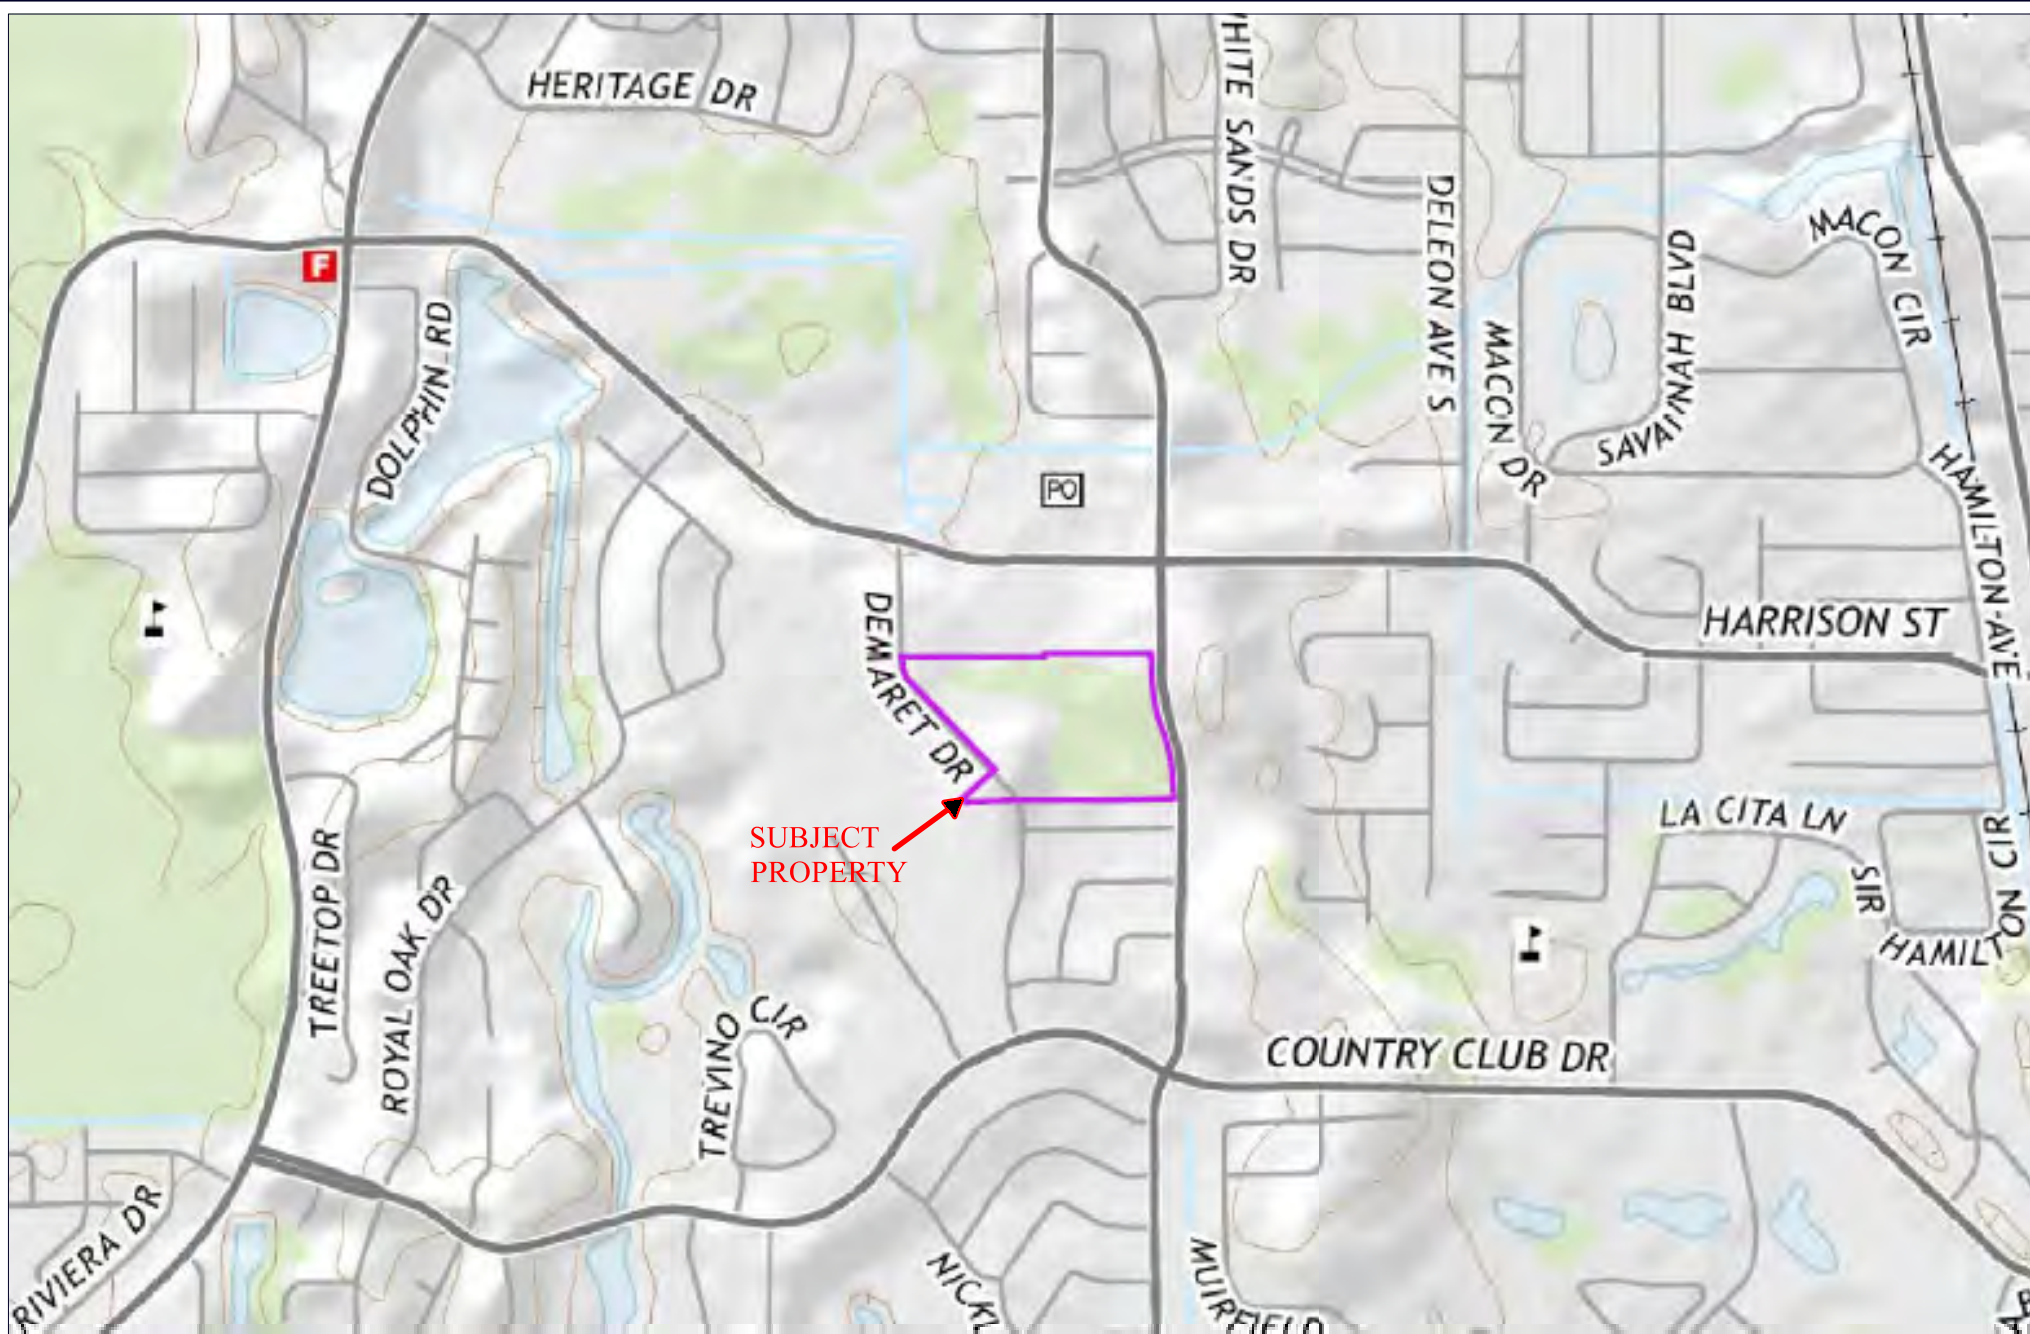 HERITAGE DR
HITE SANDS DR
DELEON AVE S
MACON DR
SAVANNAH BLVD
MACON CIR
HAMILTON AVE
F
DOLPHIN RD
PO
HARRISON ST
DEMARET DR
SUBJECT
PROPERTY
TREETOP DR
ROYAL OAK DR
TREVINO CIR
COUNTRY CLUB DR
LA CITA LN
SIR
HAMILTON CIR
RIVIERA DR
NICKL
MUIRFIELD